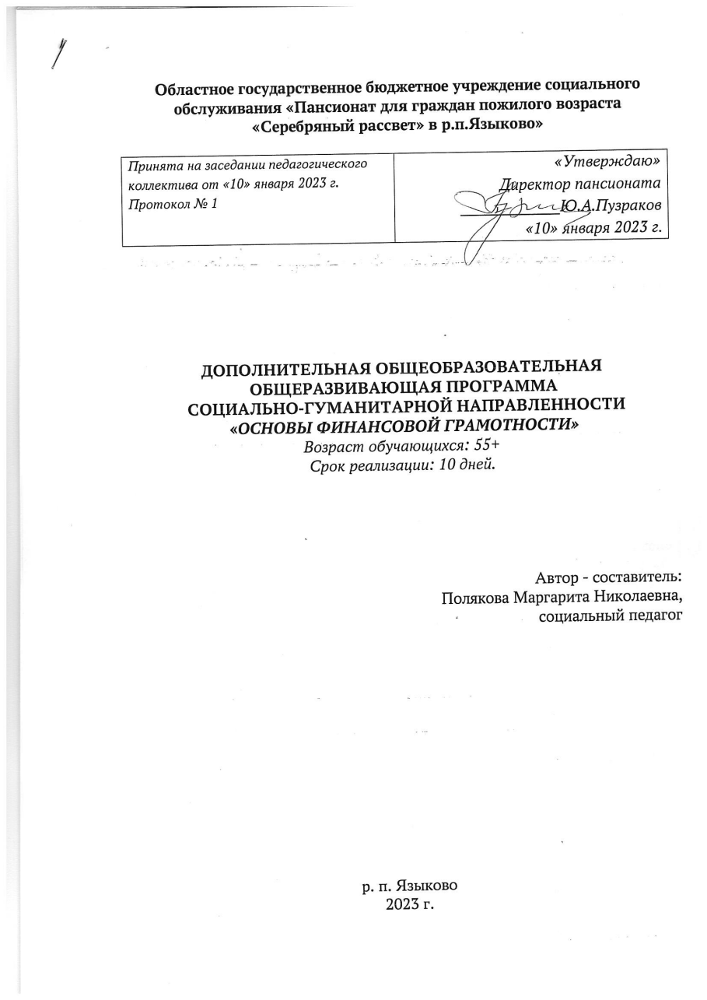 Областное государственное бюджетное учреждение социального
обслуживания «Пансионат для граждан пожилого возраста
«Серебряный рассвет» в р.п.Языково»
Принята на заседании педагогического
коллектива от «10» января 2023 г.
Протокол № 1
«Утверждаю»
Директор пансионата
____________Ю.А.Пузраков
«10» января 2023 г.
ДОПОЛНИТЕЛЬНАЯ ОБЩЕОБРАЗОВАТЕЛЬНАЯ
ОБЩЕРАЗВИВАЮЩАЯ ПРОГРАММА
СОЦИАЛЬНО-ГУМАНИТАРНОЙ НАПРАВЛЕННОСТИ
«ОСНОВЫ ФИНАНСОВОЙ ГРАМОТНОСТИ»
Возраст обучающихся: 55+
Срок реализации: 10 дней.
Автор - составитель:
Полякова Маргарита Николаевна,
социальный педагог
р. п. Языково
2023 г.